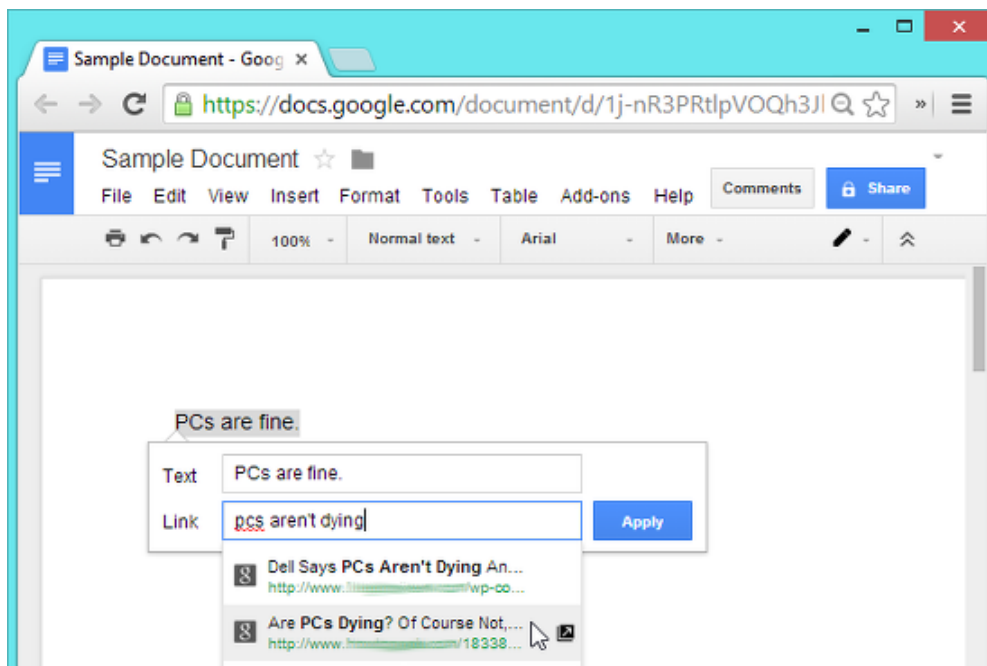 Sample Document - Goog
https://docs.google.com/document/d/1j-nR3PRtlpVOQh3Jl
Sample Document
File Edit View Insert Format Tools Table Add-ons Help Comments Share
100% Normal text Arial More
PCs are fine.
Text PCs are fine.
Link pcs aren't dying Apply
Dell Says PCs Aren't Dying An...
http://www. /wp-co...
Are PCs Dying? Of Course Not,...
http://www. /18338...